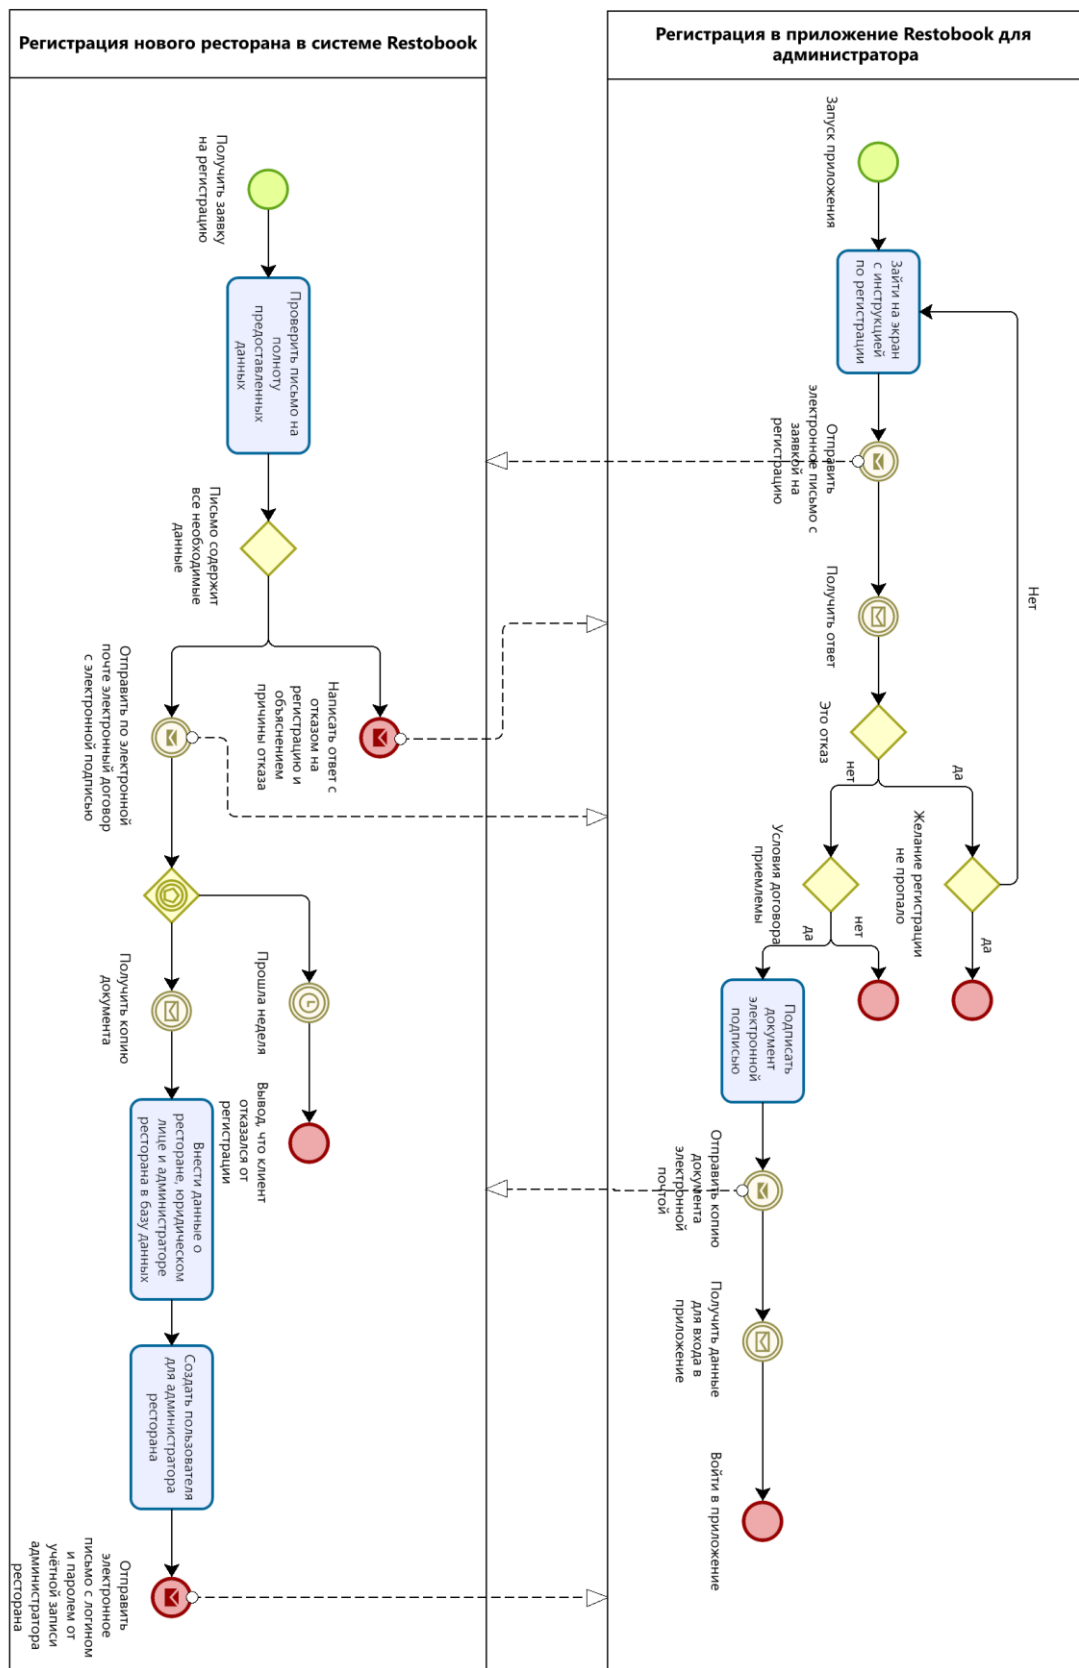 Регистрация нового ресторана в системе Restobook
Получить заявку
на регистрацию
Проверить письмо на
полноту
предоставленных
данных
Письмо содержит
все необходимые
данные
Написать ответ с
отказом на
регистрацию и
объяснением
причины отказа
Отправить по электронной
почте электронный договор
с электронной подписью
Прошла неделя
Вывод, что клиент
отказался от
регистрации
Получить копию
документа
Внести данные о
ресторане, юридическом
лице и администраторе
ресторана в базу данных
Создать пользователя
для администратора
ресторана
Отправить
электронное
письмо с логином
и паролем от
учётной записи
администратора
ресторана
Регистрация в приложение Restobook для
администратора
Запуск приложения
Зайти на экран
с инструкцией
по регистрации
Отправить
электронное письмо с
заявкой на
регистрацию
Получить ответ
Это отказ
да
нет
Желание регистрации
не пропало
Нет
да
Условия договора
приемлемы
нет
да
Подписать
документ
электронной
подписью
Отправить копию
документа
электронной
почтой
Получить данные
для входа в
приложение
Войти в приложение